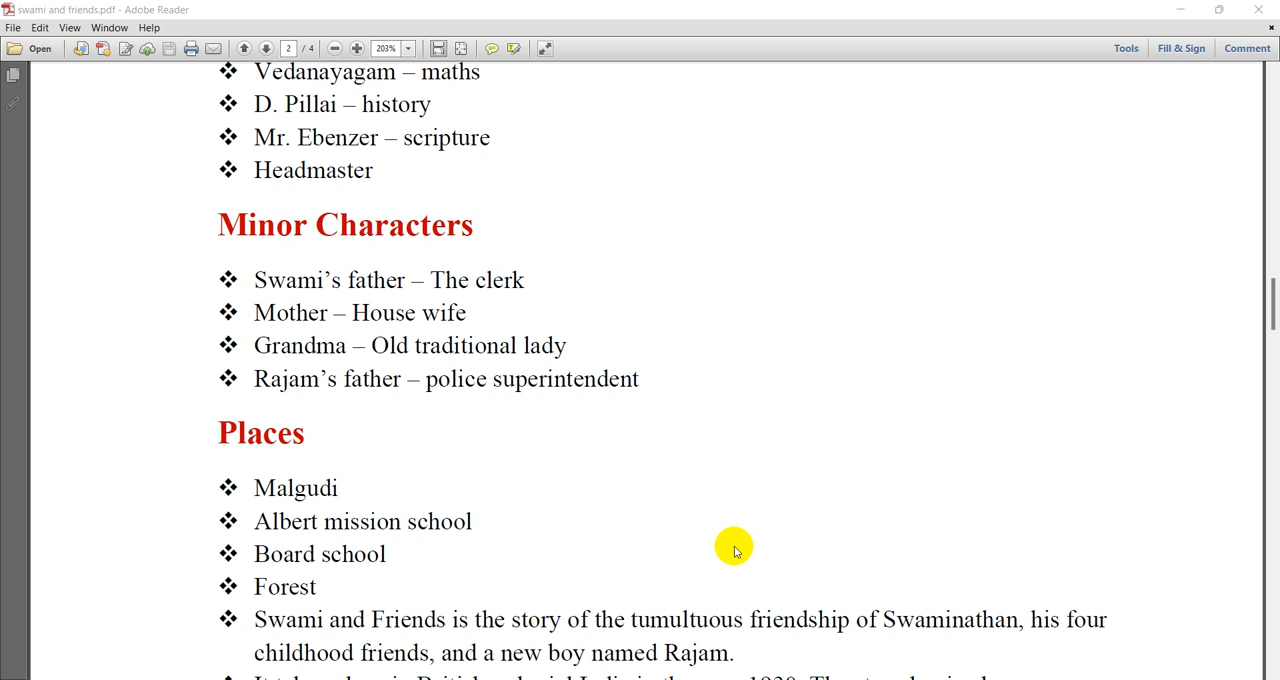 swami and friends.pdf - Adobe Reader
File Edit View Window Help
Open 2 / 4 203% Tools Fill & Sign Comment
❖ Vedanayagam – maths
❖ D. Pillai – history
❖ Mr. Ebenzer – scripture
❖ Headmaster
Minor Characters
❖ Swami's father – The clerk
❖ Mother – House wife
❖ Grandma – Old traditional lady
❖ Rajam's father – police superintendent
Places
❖ Malgudi
❖ Albert mission school
❖ Board school
❖ Forest
❖ Swami and Friends is the story of the tumultuous friendship of Swaminathan, his four
childhood friends, and a new boy named Rajam.